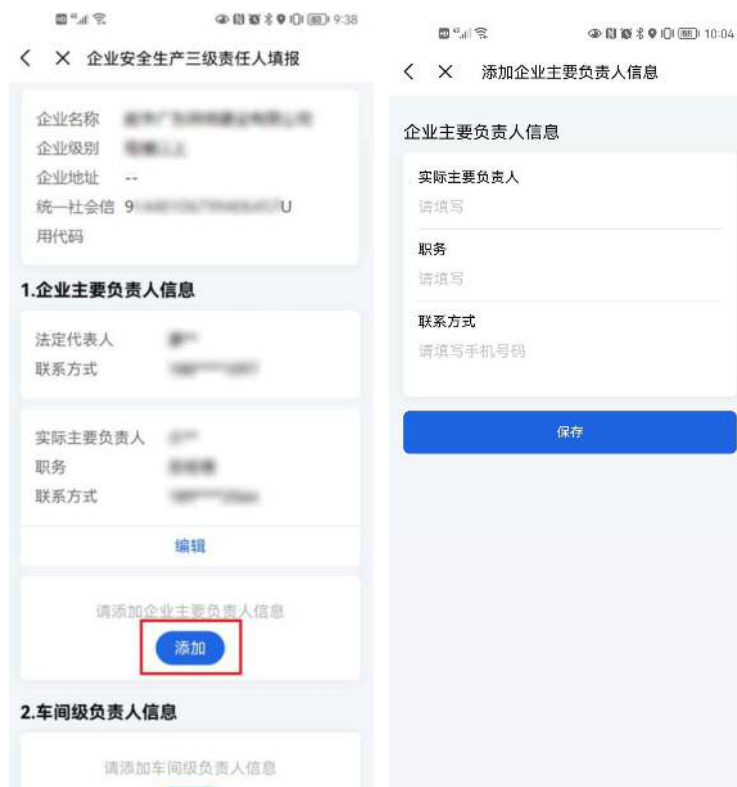 9:38
企业安全生产三级责任人填报
企业名称
企业级别
企业地址 --
统一社会信 9 U
用代码
1.企业主要负责人信息
法定代表人
联系方式
实际主要负责人
职务
联系方式
编辑
请添加企业主要负责人信息
添加
2.车间级负责人信息
请添加车间级负责人信息
10:04
添加企业主要负责人信息
企业主要负责人信息
实际主要负责人
请填写
职务
请填写
联系方式
请填写手机号码
保存